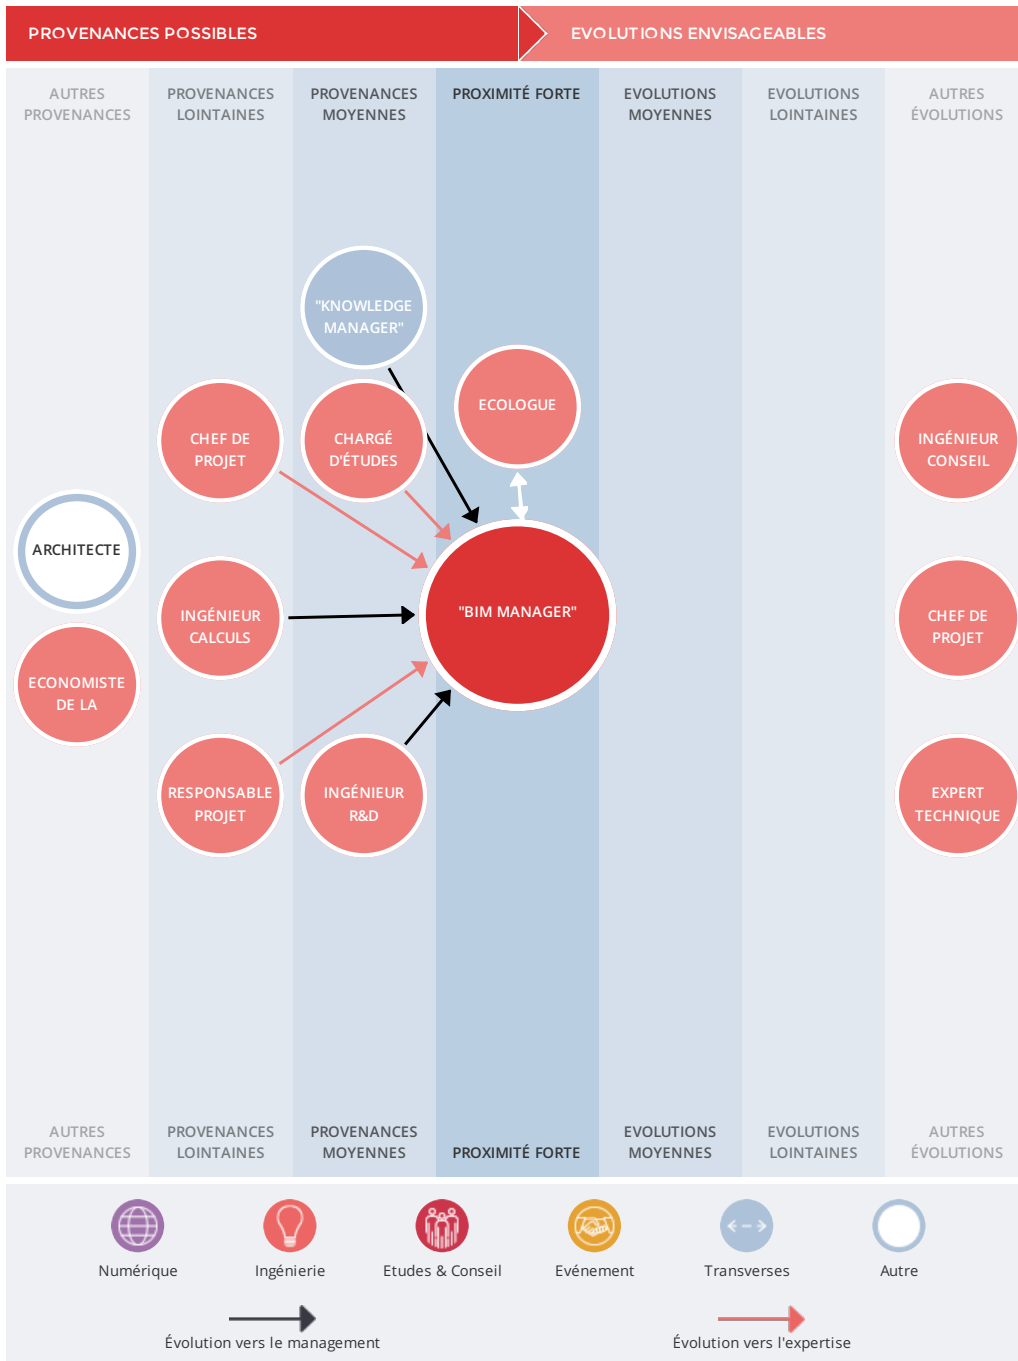 PROVENANCES POSSIBLES
EVOLUTIONS ENVISAGEABLES
AUTRES
PROVENANCES
PROVENANCES
LOINTAINES
PROVENANCES
MOYENNES
PROXIMITÉ FORTE
EVOLUTIONS
MOYENNES
EVOLUTIONS
LOINTAINES
AUTRES
ÉVOLUTIONS
"KNOWLEDGE
MANAGER"
ECOLOGUE
CHEF DE
PROJET
CHARGÉ
D'ÉTUDES
INGÉNIEUR
CONSEIL
ARCHITECTE
INGÉNIEUR
CALCULS
"BIM MANAGER"
CHEF DE
PROJET
ECONOMISTE
DE LA
RESPONSABLE
PROJET
INGÉNIEUR
R&D
EXPERT
TECHNIQUE
AUTRES
PROVENANCES
PROVENANCES
LOINTAINES
PROVENANCES
MOYENNES
PROXIMITÉ FORTE
EVOLUTIONS
MOYENNES
EVOLUTIONS
LOINTAINES
AUTRES
ÉVOLUTIONS
Numérique
Ingénierie
Etudes & Conseil
Evénement
Transverses
Autre
Évolution vers le management
Évolution vers l'expertise